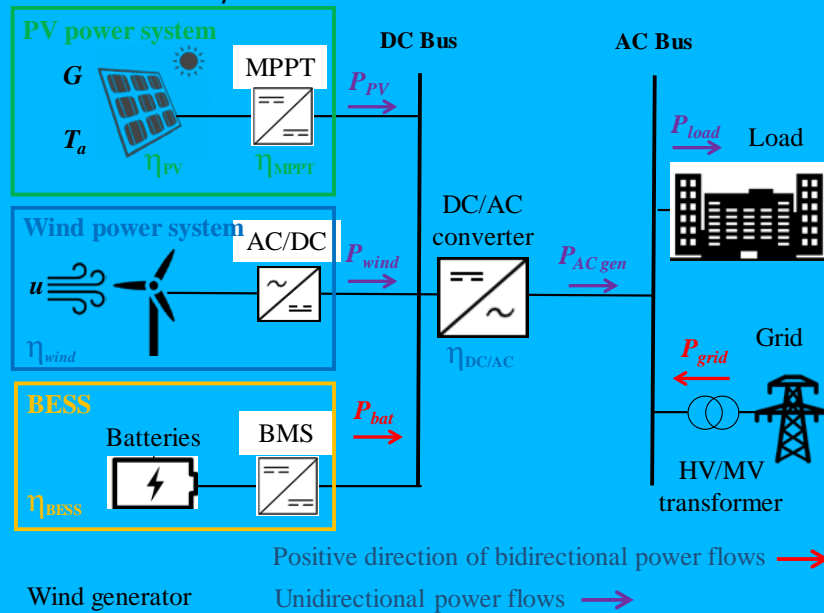 PV power system
G
T_a
MPPT
η_PV
η_MPPT
P_PV
DC Bus
AC Bus
P_load
Load
Wind power system
u
AC/DC
η_wind
P_wind
DC/AC
converter
η_DC/AC
P_AC gen
P_grid
Grid
HV/MV
transformer
BESS
Batteries
BMS
η_BESS
P_bat
Positive direction of bidirectional power flows
Wind generator
Unidirectional power flows